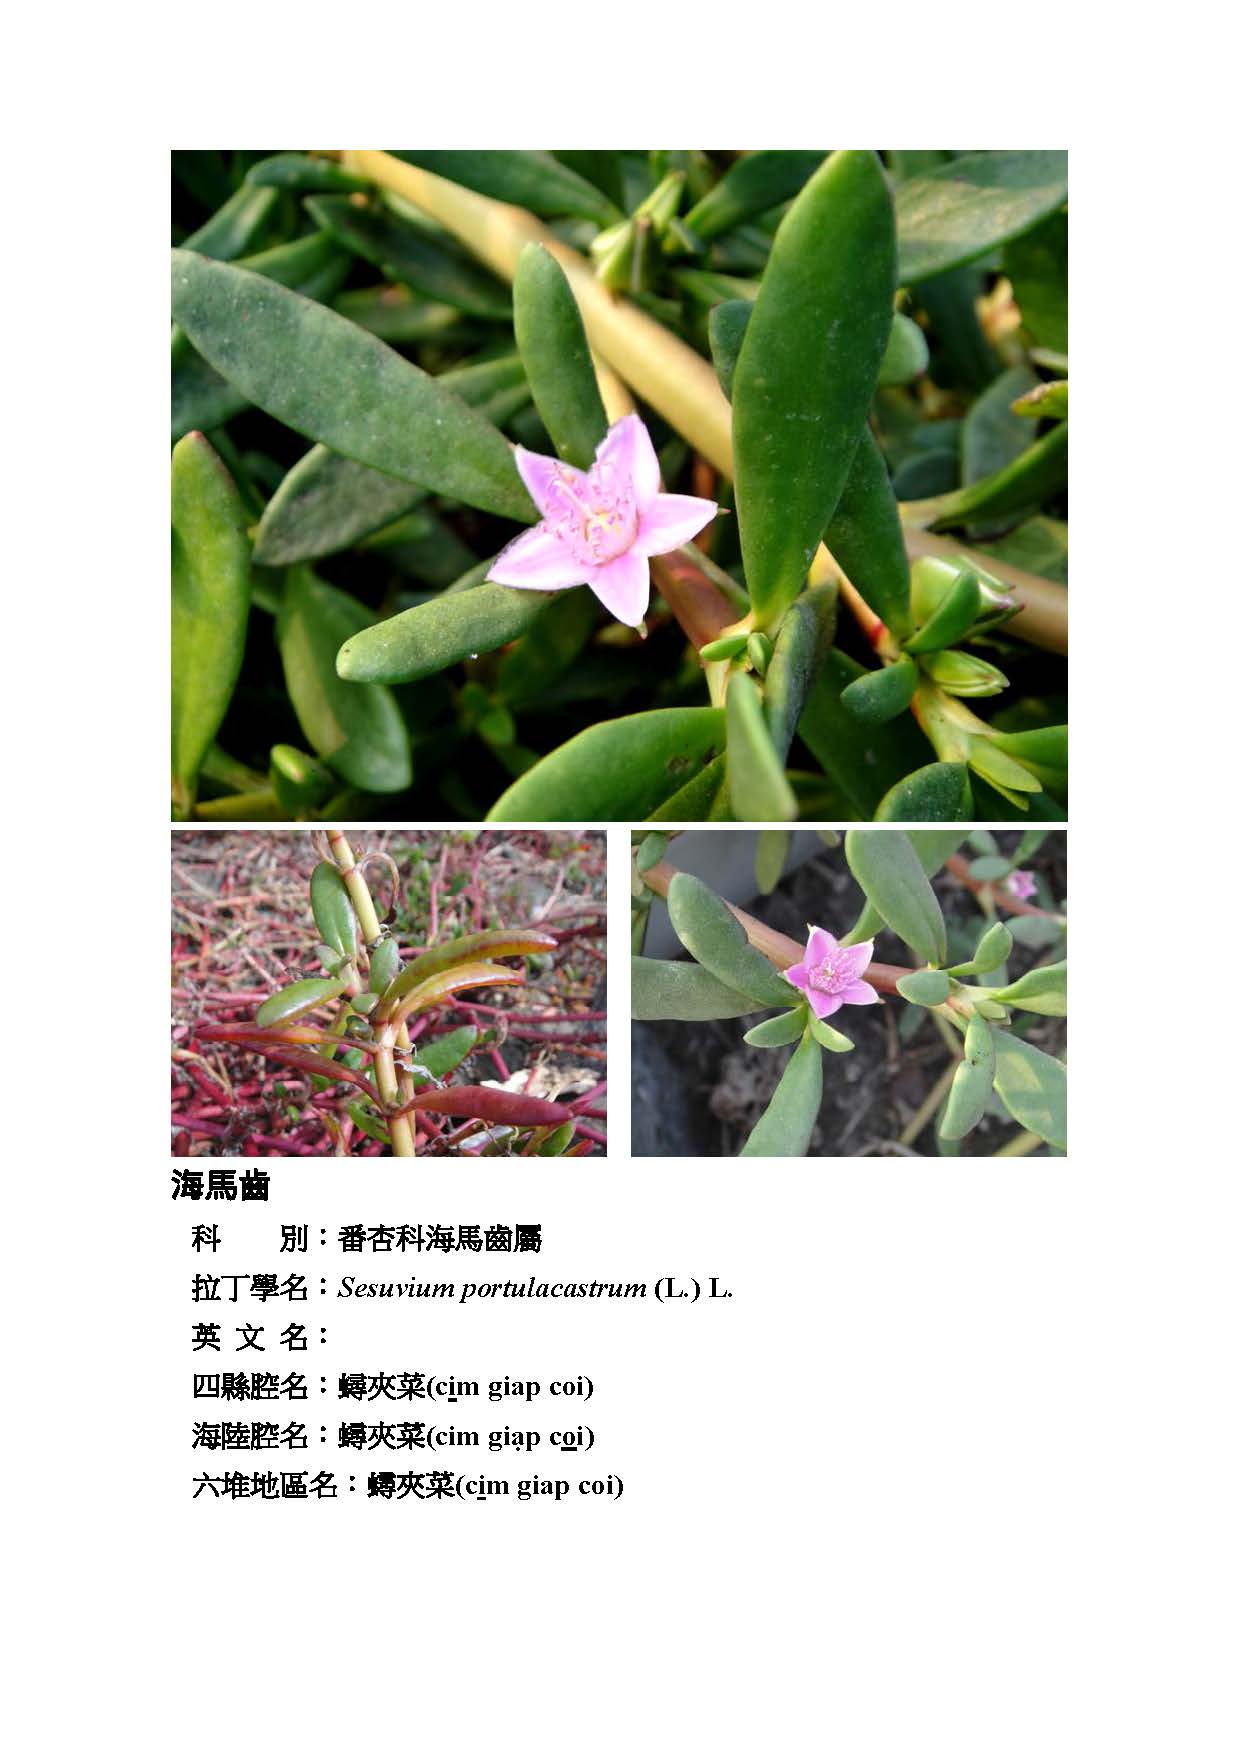 海馬齒
科　　別：番杏科海馬齒屬
拉丁學名：Sesuvium portulacastrum (L.) L.
英 文 名：
四縣腔名：蟳夾菜(ci̲m giap coi)
海陸腔名：蟳夾菜(cim giạp co̲i)
六堆地區名：蟳夾菜(ci̲m giap coi)